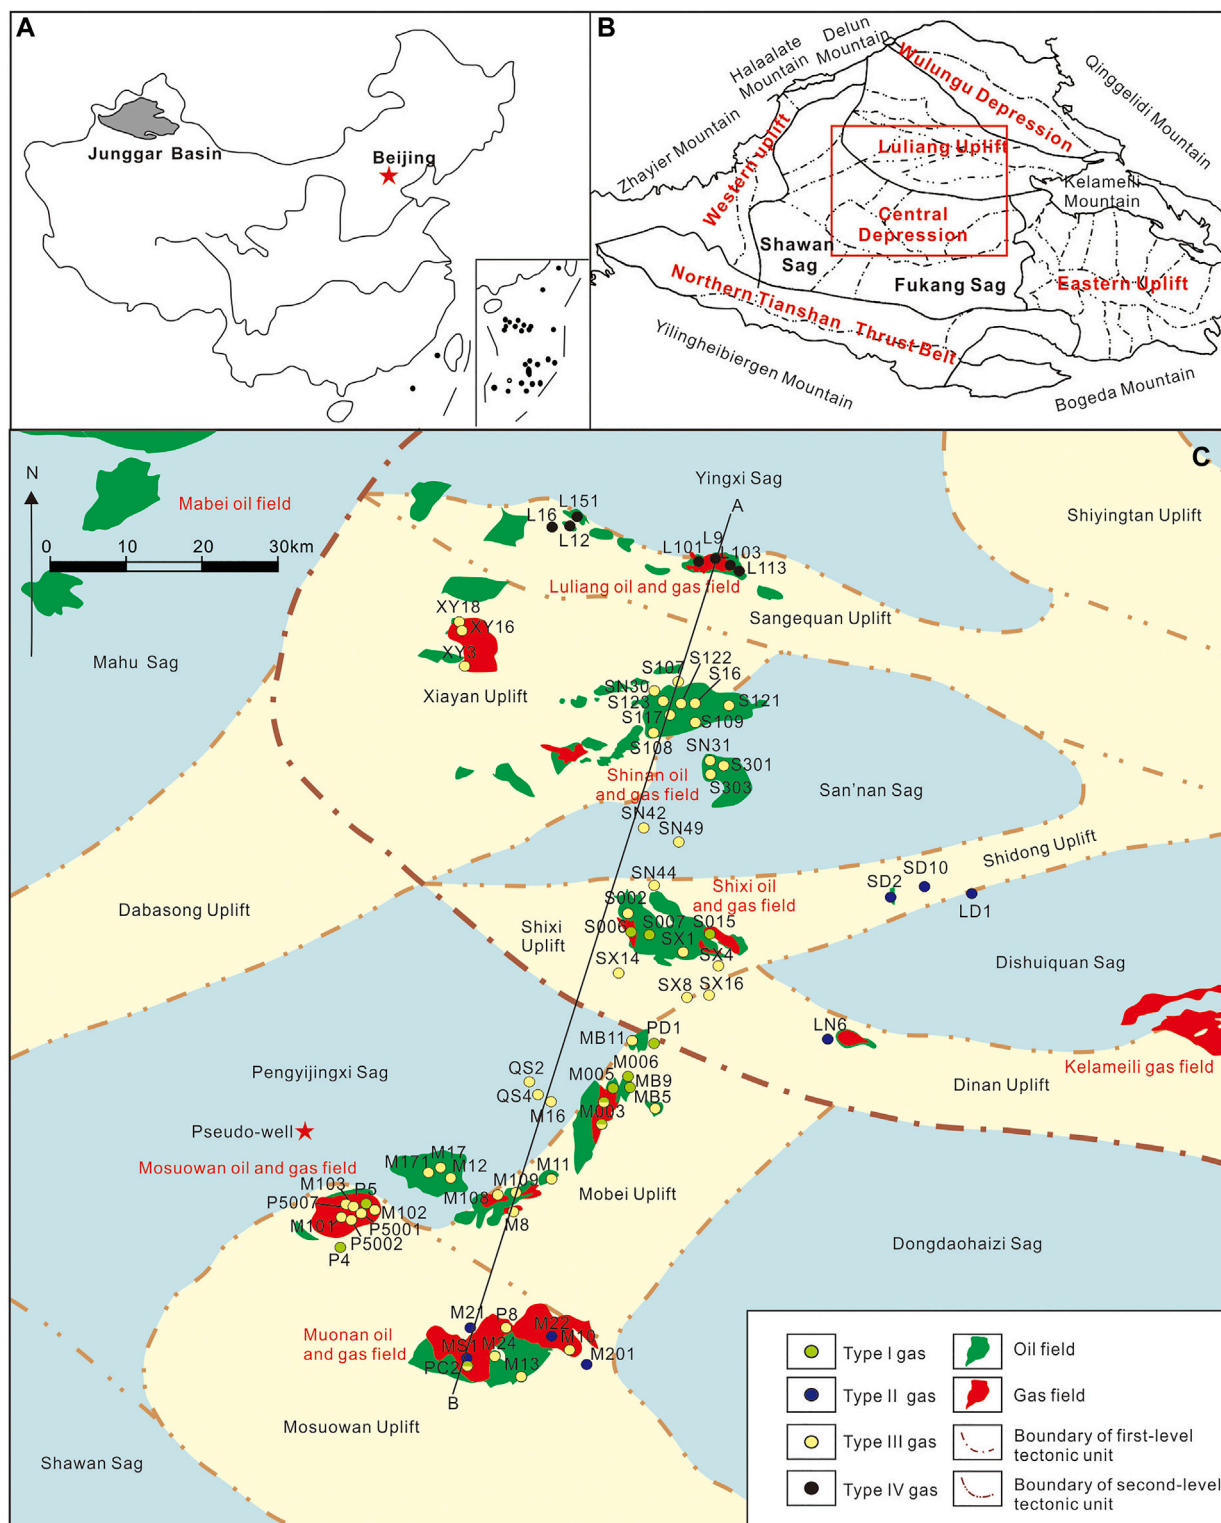 A
Junggar Basin
Beijing
B
Zhayier Mountain
Halaalate
Mountain
Delun
Mountain
Qinggelidi Mountain
Wulungu Depression
Western uplift
Luliang Uplift
Kelameili
Mountain
Central
Depression
Shawan
Sag
Fukang Sag
Eastern Uplift
Northern Tianshan Thrust Belt
Yilingheibiergen Mountain
Bogeda Mountain
C
N
0 10 20 30km
Mabei oil field
Yingxi Sag
A
Shiyingtan Uplift
L151
L16
L12
L9
L101
L103
L113
Luliang oil and gas field
Sangequan Uplift
XY18
XY16
XY3
Mahu Sag
Xiayan Uplift
S122
S107
S16
SN30
S123
S121
S117
S109
S108
SN31
S301
S303
Shinan oil
and gas field
San'nan Sag
SN42
SN49
Shidong Uplift
SN44
SD10
SD2
LD1
Shixi oil
and gas field
Dabasong Uplift
S002
S006
S007
S015
Shixi
Uplift
SX1
SX4
SX14
SX8
SX16
Dishuiquan Sag
PD1
MB11
LN6
Kelameili gas field
Dinan Uplift
Pengyijingxi Sag
M006
M005
MB9
MB5
QS2
QS4
M16
M003
Pseudo-well
Mosuowan oil and gas field
M17
M171
M12
M11
M109
M108
M8
Mobei Uplift
M103
P5
P5007
M102
M101
P5001
P5002
P4
Dongdaohaizi Sag
M21
P8
M22
M10
M201
MS1
M24
PC2
M13
Muonan oil
and gas field
B
Mosuowan Uplift
Shawan Sag
Type I gas
Oil field
Type II gas
Gas field
Type III gas
Boundary of first-level
tectonic unit
Type IV gas
Boundary of second-level
tectonic unit